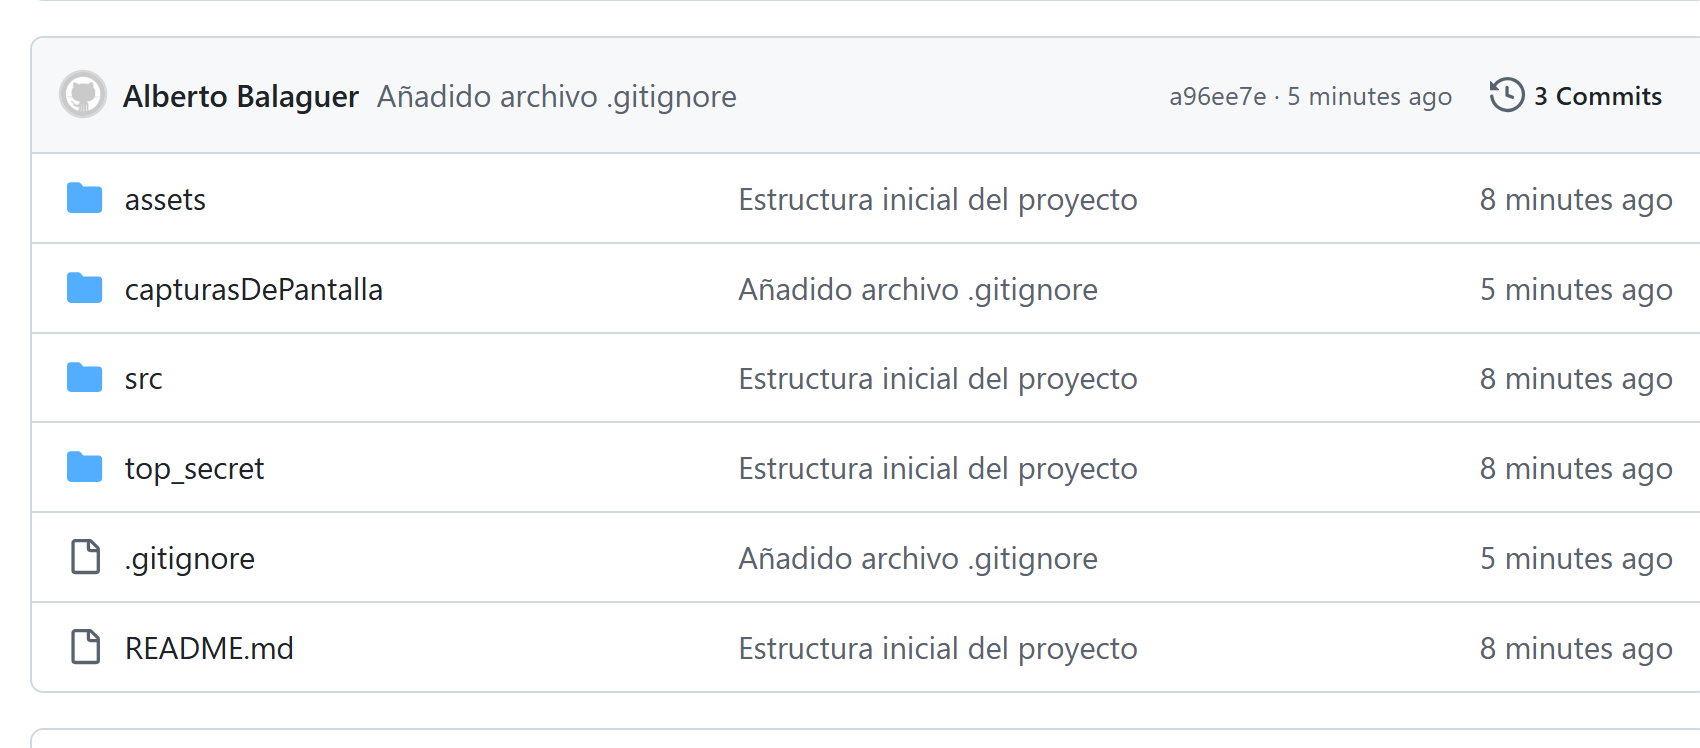 Alberto Balaguer Añadido archivo .gitignore a96ee7e · 5 minutes ago 3 Commits
assets Estructura inicial del proyecto 8 minutes ago
capturasDePantalla Añadido archivo .gitignore 5 minutes ago
src Estructura inicial del proyecto 8 minutes ago
top_secret Estructura inicial del proyecto 8 minutes ago
.gitignore Añadido archivo .gitignore 5 minutes ago
README.md Estructura inicial del proyecto 8 minutes ago